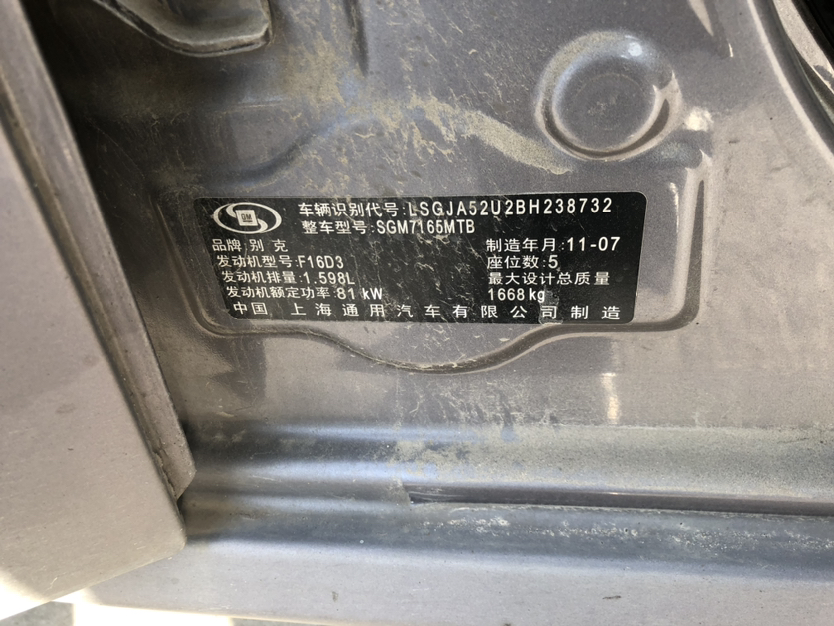 GM
车辆识别代号:LSGJA52U2BH238732
整车型号:SGM7165MTB
品牌:别克
制造年月:11-07
发动机型号:F16D3
座位数:5
发动机排量:1.598L
最大设计总质量
发动机额定功率:81 kW
1668kg
中国 上海通用汽车有限公司制造